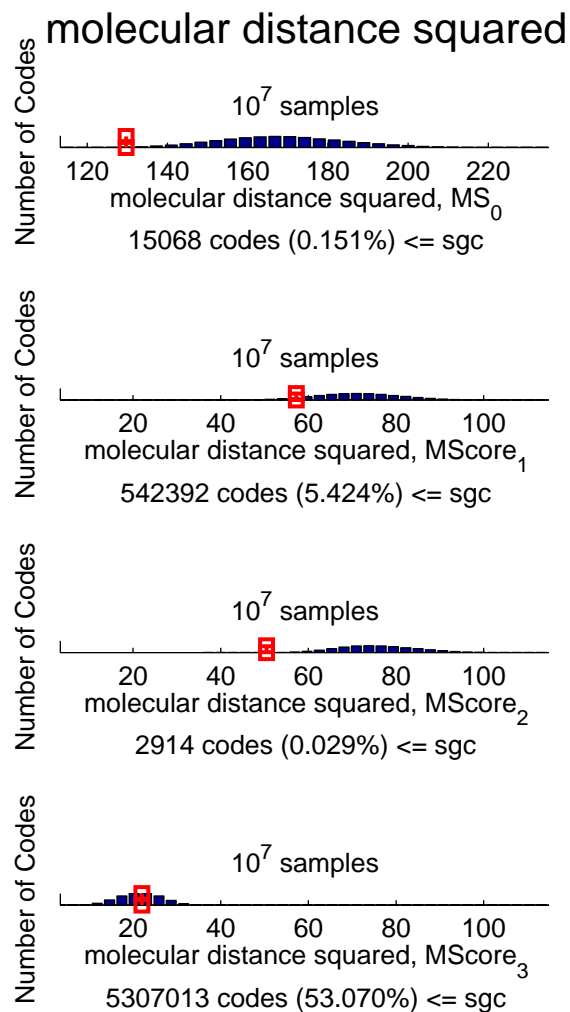 molecular distance squared
Number of Codes
10^7 samples
120 140 160 180 200 220
molecular distance squared, MS_0
15068 codes (0.151%) <= sgc
Number of Codes
10^7 samples
20 40 60 80 100
molecular distance squared, MScore_1
542392 codes (5.424%) <= sgc
Number of Codes
10^7 samples
20 40 60 80 100
molecular distance squared, MScore_2
2914 codes (0.029%) <= sgc
Number of Codes
10^7 samples
20 40 60 80 100
molecular distance squared, MScore_3
5307013 codes (53.070%) <= sgc